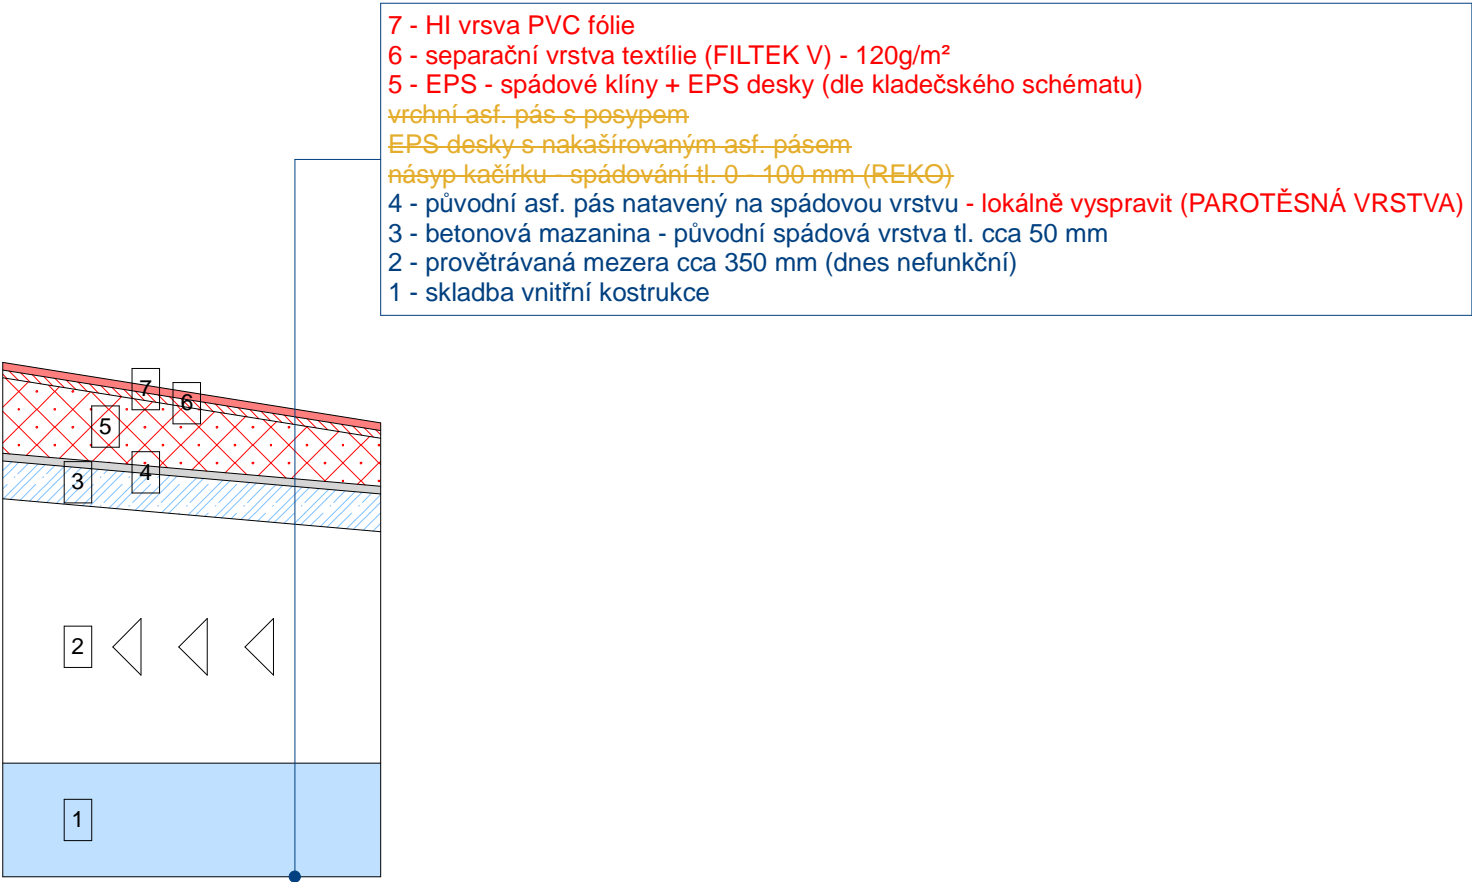 7 - HI vrsva PVC fólie
6 - separační vrstva textílie (FILTEK V) - 120g/m²
5 - EPS - spádové klíny + EPS desky (dle kladečského schématu)
vrchní asf. pás s posypem
EPS desky s nakašírovaným asf. pásem
násyp kačírku - spádování tl. 0 - 100 mm (REKO)
4 - původní asf. pás natavený na spádovou vrstvu - lokálně vyspravit (PAROTĚSNÁ VRSTVA)
3 - betonová mazanina - původní spádová vrstva tl. cca 50 mm
2 - provětrávaná mezera cca 350 mm (dnes nefunkční)
1 - skladba vnitřní kostrukce
7
6
5
4
3
2
1